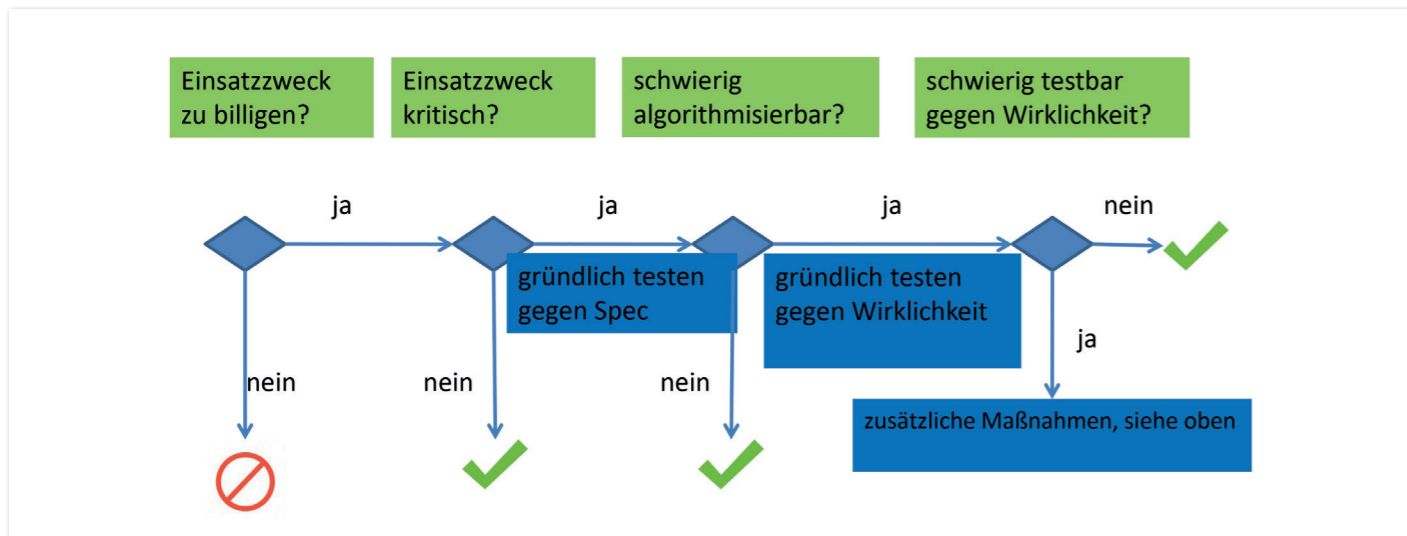 Einsatzzweck
zu billigen?
Einsatzzweck
kritisch?
schwierig
algorithmisierbar?
schwierig testbar
gegen Wirklichkeit?
ja
ja
ja
nein
gründlich testen
gegen Spec
gründlich testen
gegen Wirklichkeit
ja
nein
nein
nein
zusätzliche Maßnahmen, siehe oben